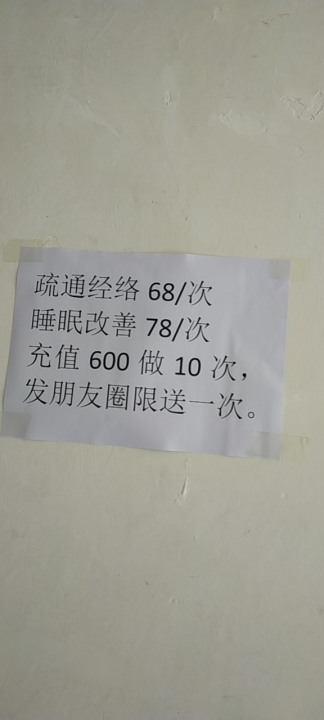 疏通经络 68/次
睡眠改善 78/次
充值 600 做 10 次，
发朋友圈限送一次。